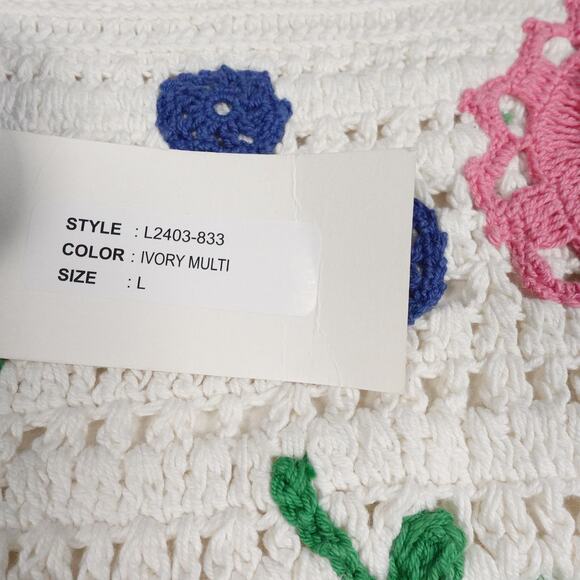 STYLE : L2403-833
COLOR : IVORY MULTI
SIZE : L